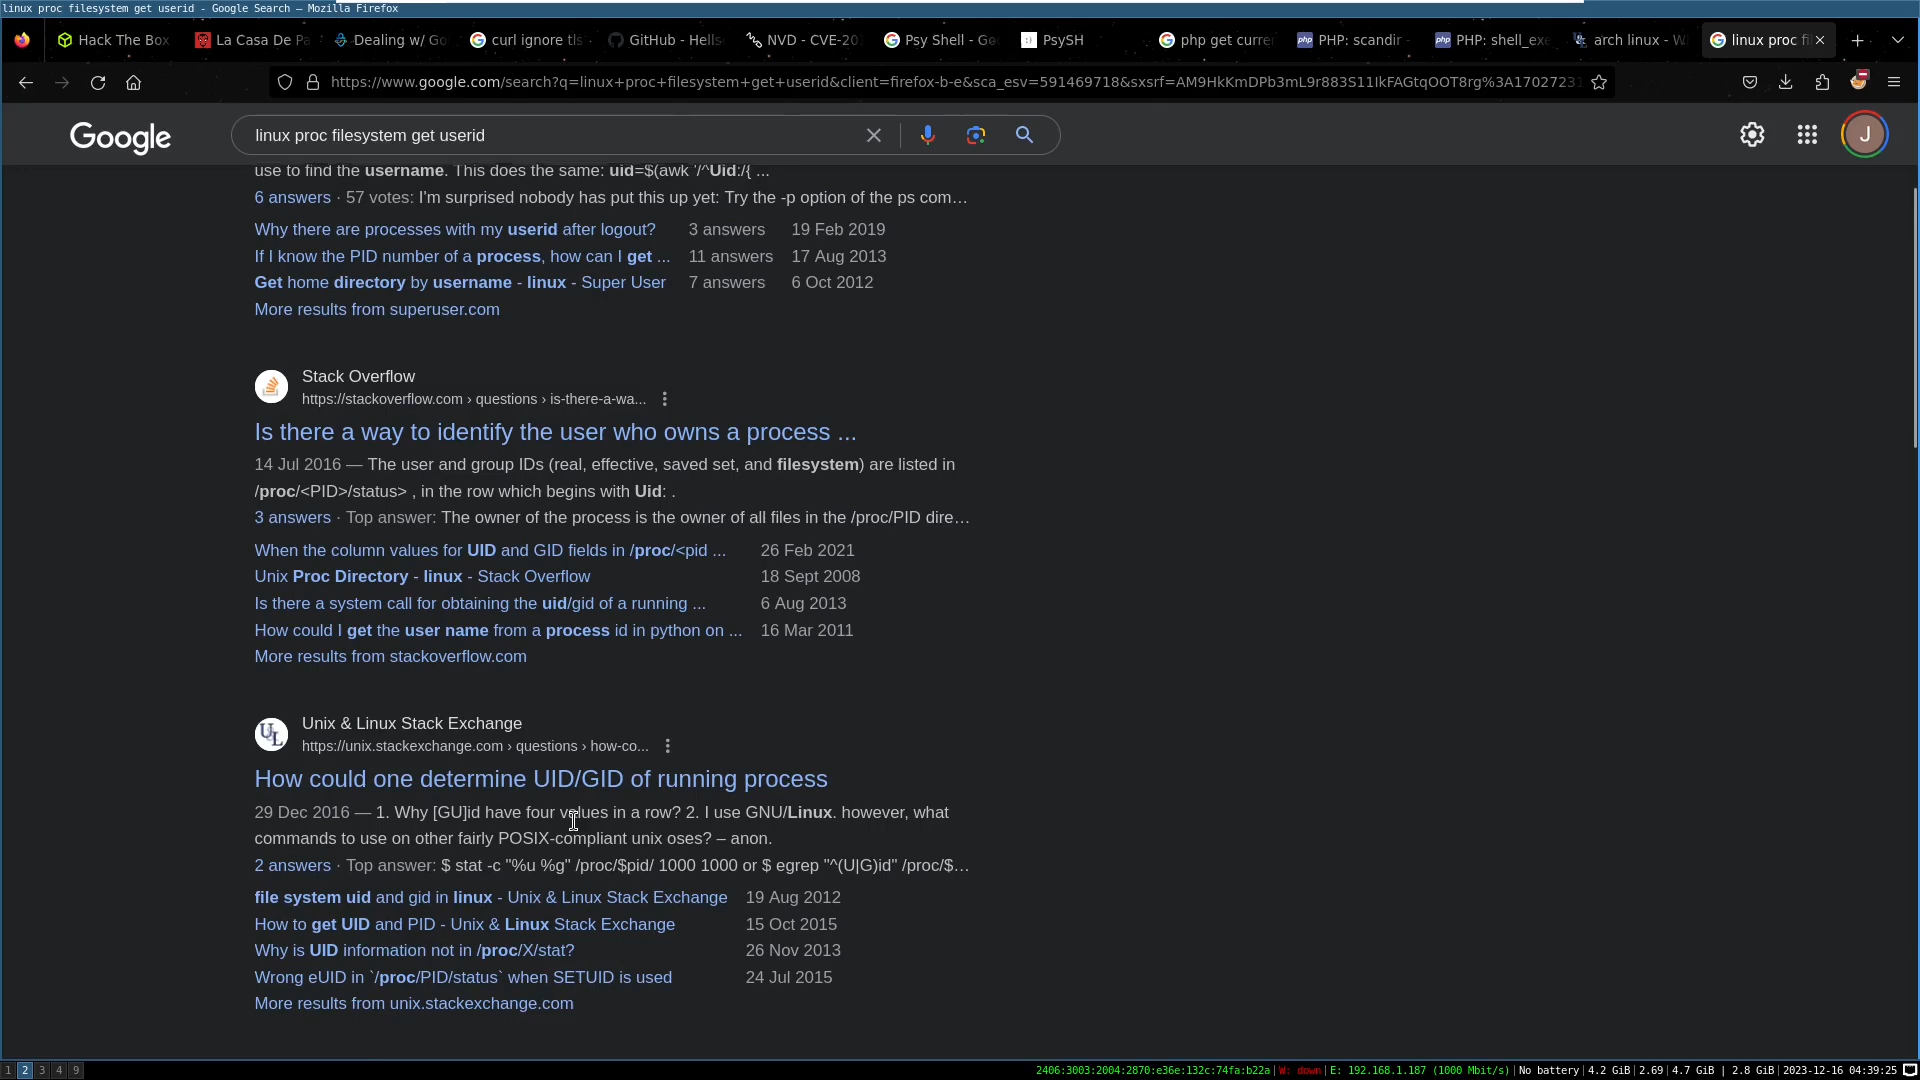 linux proc filesystem get userid - Google Search — Mozilla Firefox
Hack The Box
La Casa De Pa
Dealing w/ Go
curl ignore tls
GitHub - Hells
NVD - CVE-20
Psy Shell - Go
PsySH
php get curre
PHP: scandir -
PHP: shell_exe
arch linux - W
linux proc fi
https://www.google.com/search?q=linux+proc+filesystem+get+userid&client=firefox-b-e&sca_esv=591469718&sxsrf=AM9HkKmDPb3mL9r883S11IkFAGtqOOT8rg%3A17027231
Google
linux proc filesystem get userid
J
use to find the username. This does the same: uid=$(awk '/^Uid:/{ ...
6 answers · 57 votes: I'm surprised nobody has put this up yet: Try the -p option of the ps com…
Why there are processes with my userid after logout? 3 answers 19 Feb 2019
If I know the PID number of a process, how can I get ... 11 answers 17 Aug 2013
Get home directory by username - linux - Super User 7 answers 6 Oct 2012
More results from superuser.com
Stack Overflow
https://stackoverflow.com › questions › is-there-a-wa...
Is there a way to identify the user who owns a process ...
14 Jul 2016 — The user and group IDs (real, effective, saved set, and filesystem) are listed in
/proc/<PID>/status> , in the row which begins with Uid: .
3 answers · Top answer: The owner of the process is the owner of all files in the /proc/PID dire…
When the column values for UID and GID fields in /proc/<pid ... 26 Feb 2021
Unix Proc Directory - linux - Stack Overflow 18 Sept 2008
Is there a system call for obtaining the uid/gid of a running ... 6 Aug 2013
How could I get the user name from a process id in python on ... 16 Mar 2011
More results from stackoverflow.com
Unix & Linux Stack Exchange
https://unix.stackexchange.com › questions › how-co...
How could one determine UID/GID of running process
29 Dec 2016 — 1. Why [GU]id have four values in a row? 2. I use GNU/Linux. however, what
commands to use on other fairly POSIX-compliant unix oses? – anon.
2 answers · Top answer: $ stat -c "%u %g" /proc/$pid/ 1000 1000 or $ egrep "^(U|G)id" /proc/$…
file system uid and gid in linux - Unix & Linux Stack Exchange 19 Aug 2012
How to get UID and PID - Unix & Linux Stack Exchange 15 Oct 2015
Why is UID information not in /proc/X/stat? 26 Nov 2013
Wrong eUID in `/proc/PID/status` when SETUID is used 24 Jul 2015
More results from unix.stackexchange.com
1 2 3 4 9
2406:3003:2004:2870:e36e:132c:74fa:b22a|W: down|E: 192.168.1.187 (1000 Mbit/s)|No battery|4.2 GiB|2.69|4.7 GiB | 2.8 GiB|2023-12-16 04:39:25